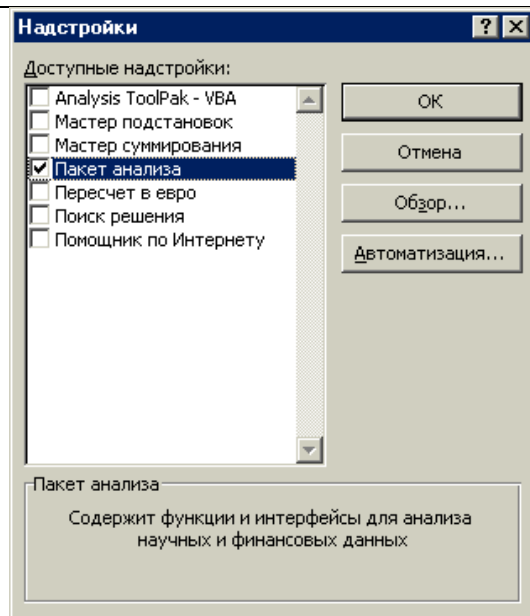 Надстройки
Доступные надстройки:
Analysis ToolPak - VBA
Мастер подстановок
Мастер суммирования
Пакет анализа
Пересчет в евро
Поиск решения
Помощник по Интернету
ОК
Отмена
Обзор...
Автоматизация...
Пакет анализа
Содержит функции и интерфейсы для анализа
научных и финансовых данных